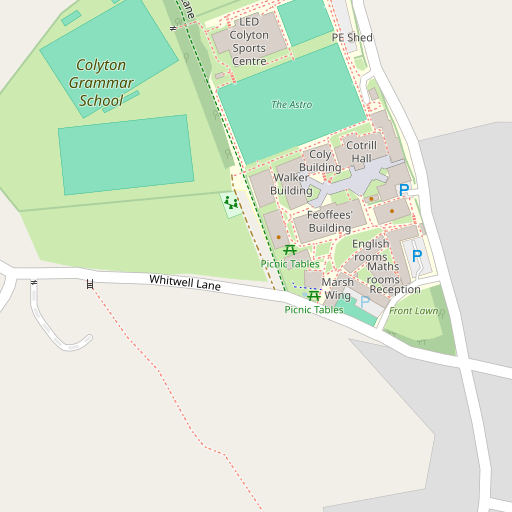 Lane
LED
Colyton
Sports
Centre
PE Shed
Colyton
Grammar
School
The Astro
Coly
Building
Cotrill
Hall
Walker
Building
P
Feoffees'
Building
English
rooms
P
Picnic Tables
Maths
rooms
Marsh
Wing
Reception
P
Whitwell Lane
Picnic Tables
Front Lawn